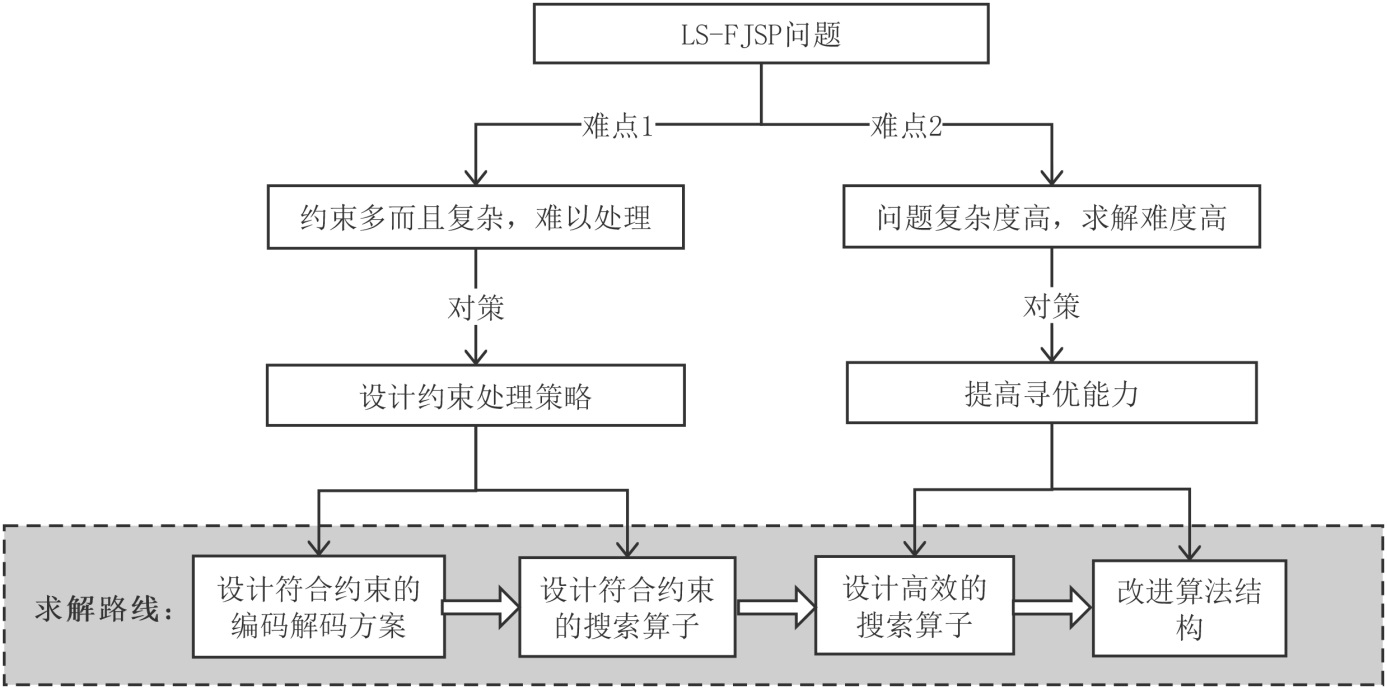 LS-FJSP问题
难点1
难点2
约束多而且复杂，难以处理
问题复杂度高，求解难度高
对策
对策
设计约束处理策略
提高寻优能力
求解路线：
设计符合约束的
编码解码方案
设计符合约束
的搜索算子
设计高效的
搜索算子
改进算法结
构